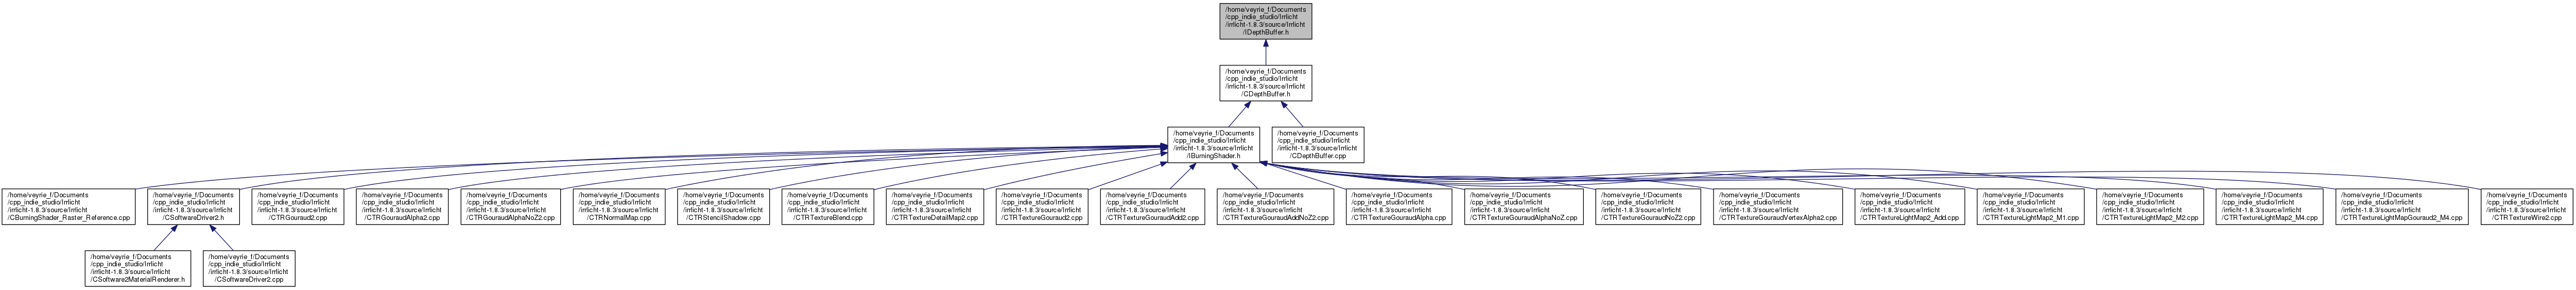 /home/veyrie_f/Documents
/cpp_indie_studio/Irrlicht
/irrlicht-1.8.3/source/Irrlicht
/IDepthBuffer.h
/home/veyrie_f/Documents
/cpp_indie_studio/Irrlicht
/irrlicht-1.8.3/source/Irrlicht
/CDepthBuffer.h
/home/veyrie_f/Documents
/cpp_indie_studio/Irrlicht
/irrlicht-1.8.3/source/Irrlicht
/IBurningShader.h
/home/veyrie_f/Documents
/cpp_indie_studio/Irrlicht
/irrlicht-1.8.3/source/Irrlicht
/CDepthBuffer.cpp
/home/veyrie_f/Documents
/cpp_indie_studio/Irrlicht
/irrlicht-1.8.3/source/Irrlicht
/CBurningShader_Raster_Reference.cpp
/home/veyrie_f/Documents
/cpp_indie_studio/Irrlicht
/irrlicht-1.8.3/source/Irrlicht
/CSoftwareDriver2.h
/home/veyrie_f/Documents
/cpp_indie_studio/Irrlicht
/irrlicht-1.8.3/source/Irrlicht
/CTRGouraud2.cpp
/home/veyrie_f/Documents
/cpp_indie_studio/Irrlicht
/irrlicht-1.8.3/source/Irrlicht
/CTRGouraudAlpha2.cpp
/home/veyrie_f/Documents
/cpp_indie_studio/Irrlicht
/irrlicht-1.8.3/source/Irrlicht
/CTRGouraudAlphaNoZ2.cpp
/home/veyrie_f/Documents
/cpp_indie_studio/Irrlicht
/irrlicht-1.8.3/source/Irrlicht
/CTRNormalMap.cpp
/home/veyrie_f/Documents
/cpp_indie_studio/Irrlicht
/irrlicht-1.8.3/source/Irrlicht
/CTRStencilShadow.cpp
/home/veyrie_f/Documents
/cpp_indie_studio/Irrlicht
/irrlicht-1.8.3/source/Irrlicht
/CTRTextureBlend.cpp
/home/veyrie_f/Documents
/cpp_indie_studio/Irrlicht
/irrlicht-1.8.3/source/Irrlicht
/CTRTextureDetailMap2.cpp
/home/veyrie_f/Documents
/cpp_indie_studio/Irrlicht
/irrlicht-1.8.3/source/Irrlicht
/CTRTextureGouraud2.cpp
/home/veyrie_f/Documents
/cpp_indie_studio/Irrlicht
/irrlicht-1.8.3/source/Irrlicht
/CTRTextureGouraudAdd2.cpp
/home/veyrie_f/Documents
/cpp_indie_studio/Irrlicht
/irrlicht-1.8.3/source/Irrlicht
/CTRTextureGouraudAddNoZ2.cpp
/home/veyrie_f/Documents
/cpp_indie_studio/Irrlicht
/irrlicht-1.8.3/source/Irrlicht
/CTRTextureGouraudAlpha.cpp
/home/veyrie_f/Documents
/cpp_indie_studio/Irrlicht
/irrlicht-1.8.3/source/Irrlicht
/CTRTextureGouraudAlphaNoZ.cpp
/home/veyrie_f/Documents
/cpp_indie_studio/Irrlicht
/irrlicht-1.8.3/source/Irrlicht
/CTRTextureGouraudNoZ2.cpp
/home/veyrie_f/Documents
/cpp_indie_studio/Irrlicht
/irrlicht-1.8.3/source/Irrlicht
/CTRTextureGouraudVertexAlpha2.cpp
/home/veyrie_f/Documents
/cpp_indie_studio/Irrlicht
/irrlicht-1.8.3/source/Irrlicht
/CTRTextureLightMap2_Add.cpp
/home/veyrie_f/Documents
/cpp_indie_studio/Irrlicht
/irrlicht-1.8.3/source/Irrlicht
/CTRTextureLightMap2_M1.cpp
/home/veyrie_f/Documents
/cpp_indie_studio/Irrlicht
/irrlicht-1.8.3/source/Irrlicht
/CTRTextureLightMap2_M2.cpp
/home/veyrie_f/Documents
/cpp_indie_studio/Irrlicht
/irrlicht-1.8.3/source/Irrlicht
/CTRTextureLightMap2_M4.cpp
/home/veyrie_f/Documents
/cpp_indie_studio/Irrlicht
/irrlicht-1.8.3/source/Irrlicht
/CTRTextureLightMapGouraud2_M4.cpp
/home/veyrie_f/Documents
/cpp_indie_studio/Irrlicht
/irrlicht-1.8.3/source/Irrlicht
/CTRTextureWire2.cpp
/home/veyrie_f/Documents
/cpp_indie_studio/Irrlicht
/irrlicht-1.8.3/source/Irrlicht
/CSoftware2MaterialRenderer.h
/home/veyrie_f/Documents
/cpp_indie_studio/Irrlicht
/irrlicht-1.8.3/source/Irrlicht
/CSoftwareDriver2.cpp